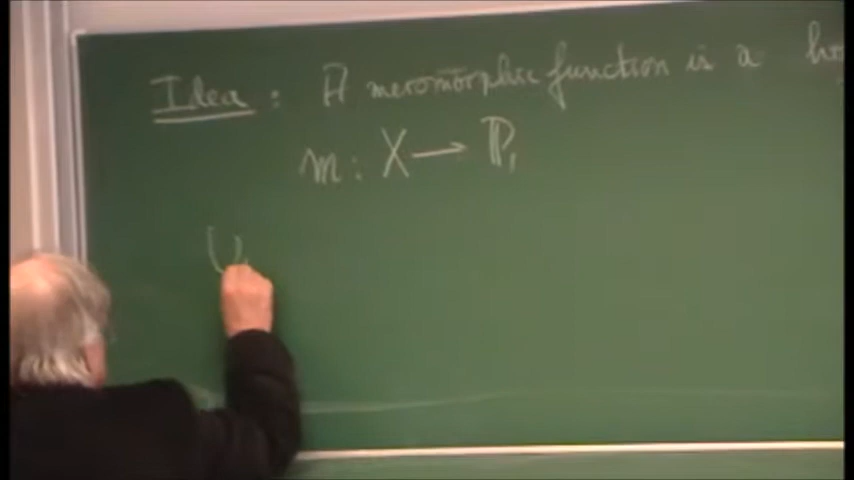 Idea : A meromorphic function is a
m : X → ℙ₁
U